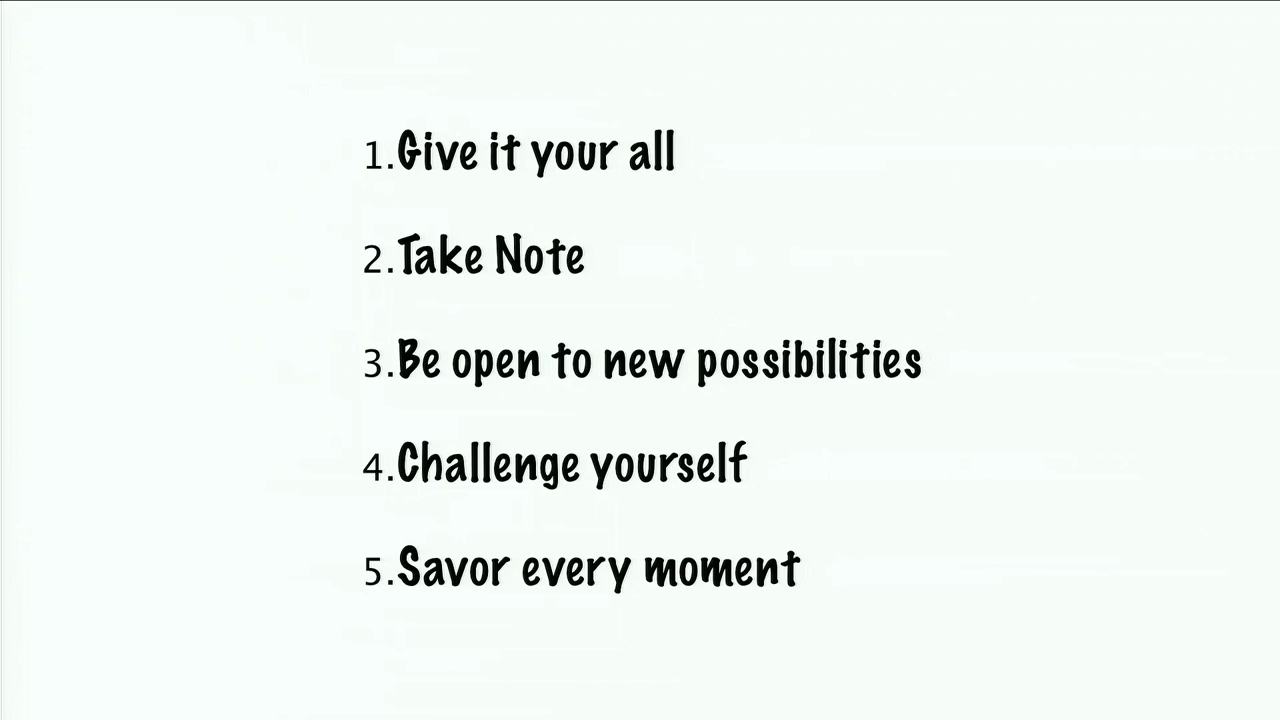 1.Give it your all
2.Take Note
3.Be open to new possibilities
4.Challenge yourself
5.Savor every moment